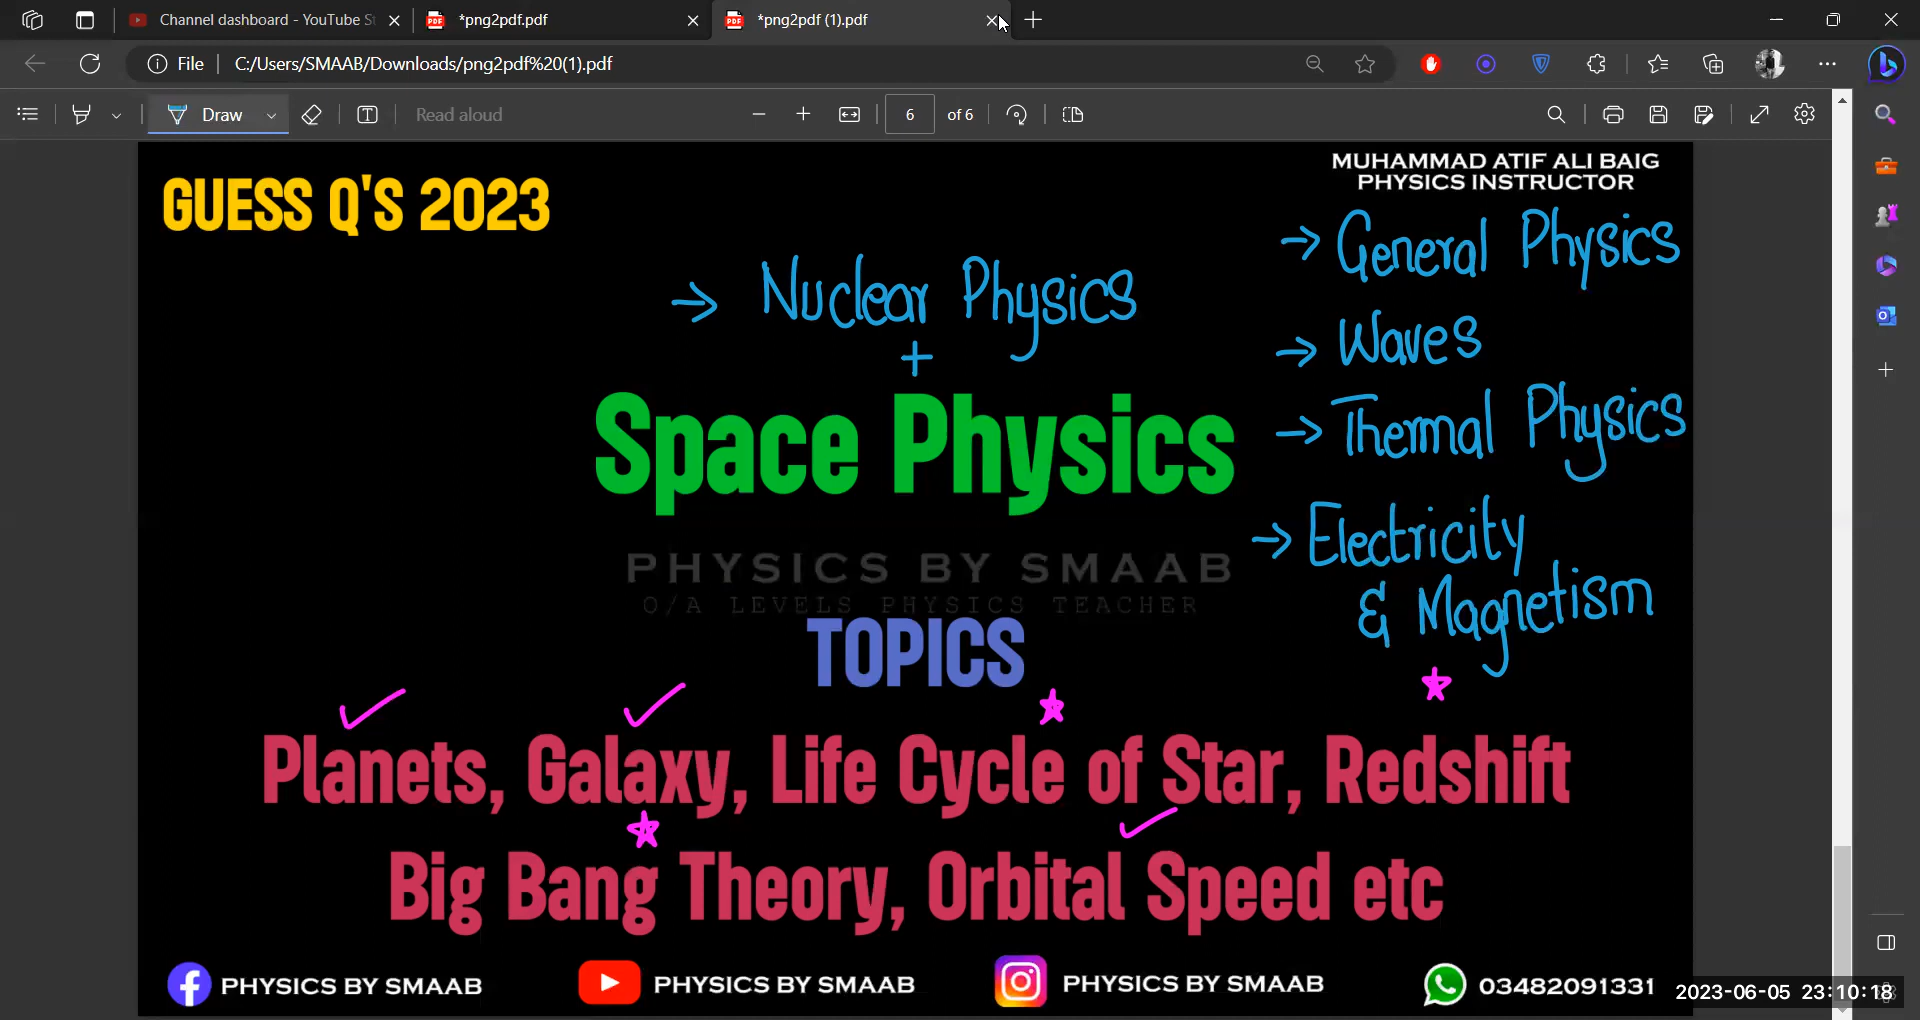 Channel dashboard - YouTube St
*png2pdf.pdf
*png2pdf (1).pdf
File
C:/Users/SMAAB/Downloads/png2pdf%20(1).pdf
Draw
Read aloud
6 of 6
GUESS Q'S 2023
MUHAMMAD ATIF ALI BAIG
PHYSICS INSTRUCTOR
→ General Physics
→ Nuclear Physics
+
→ Waves
Space Physics
→ Thermal Physics
→ Electricity
& Magnetism
PHYSICS BY SMAAB
O/A LEVELS PHYSICS TEACHER
TOPICS
Planets, Galaxy, Life Cycle of Star, Redshift
Big Bang Theory, Orbital Speed etc
PHYSICS BY SMAAB
PHYSICS BY SMAAB
PHYSICS BY SMAAB
03482091331
2023-06-05 23:10:18